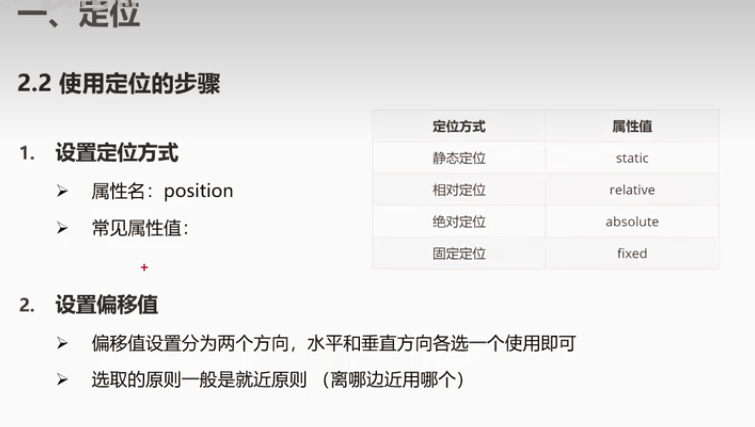 一、定位
2.2 使用定位的步骤
1. 设置定位方式
➢ 属性名：position
➢ 常见属性值：
定位方式 属性值
静态定位 static
相对定位 relative
绝对定位 absolute
固定定位 fixed
2. 设置偏移值
➢ 偏移值设置分为两个方向，水平和垂直方向各选一个使用即可
➢ 选取的原则一般是就近原则 （离哪边近用哪个）